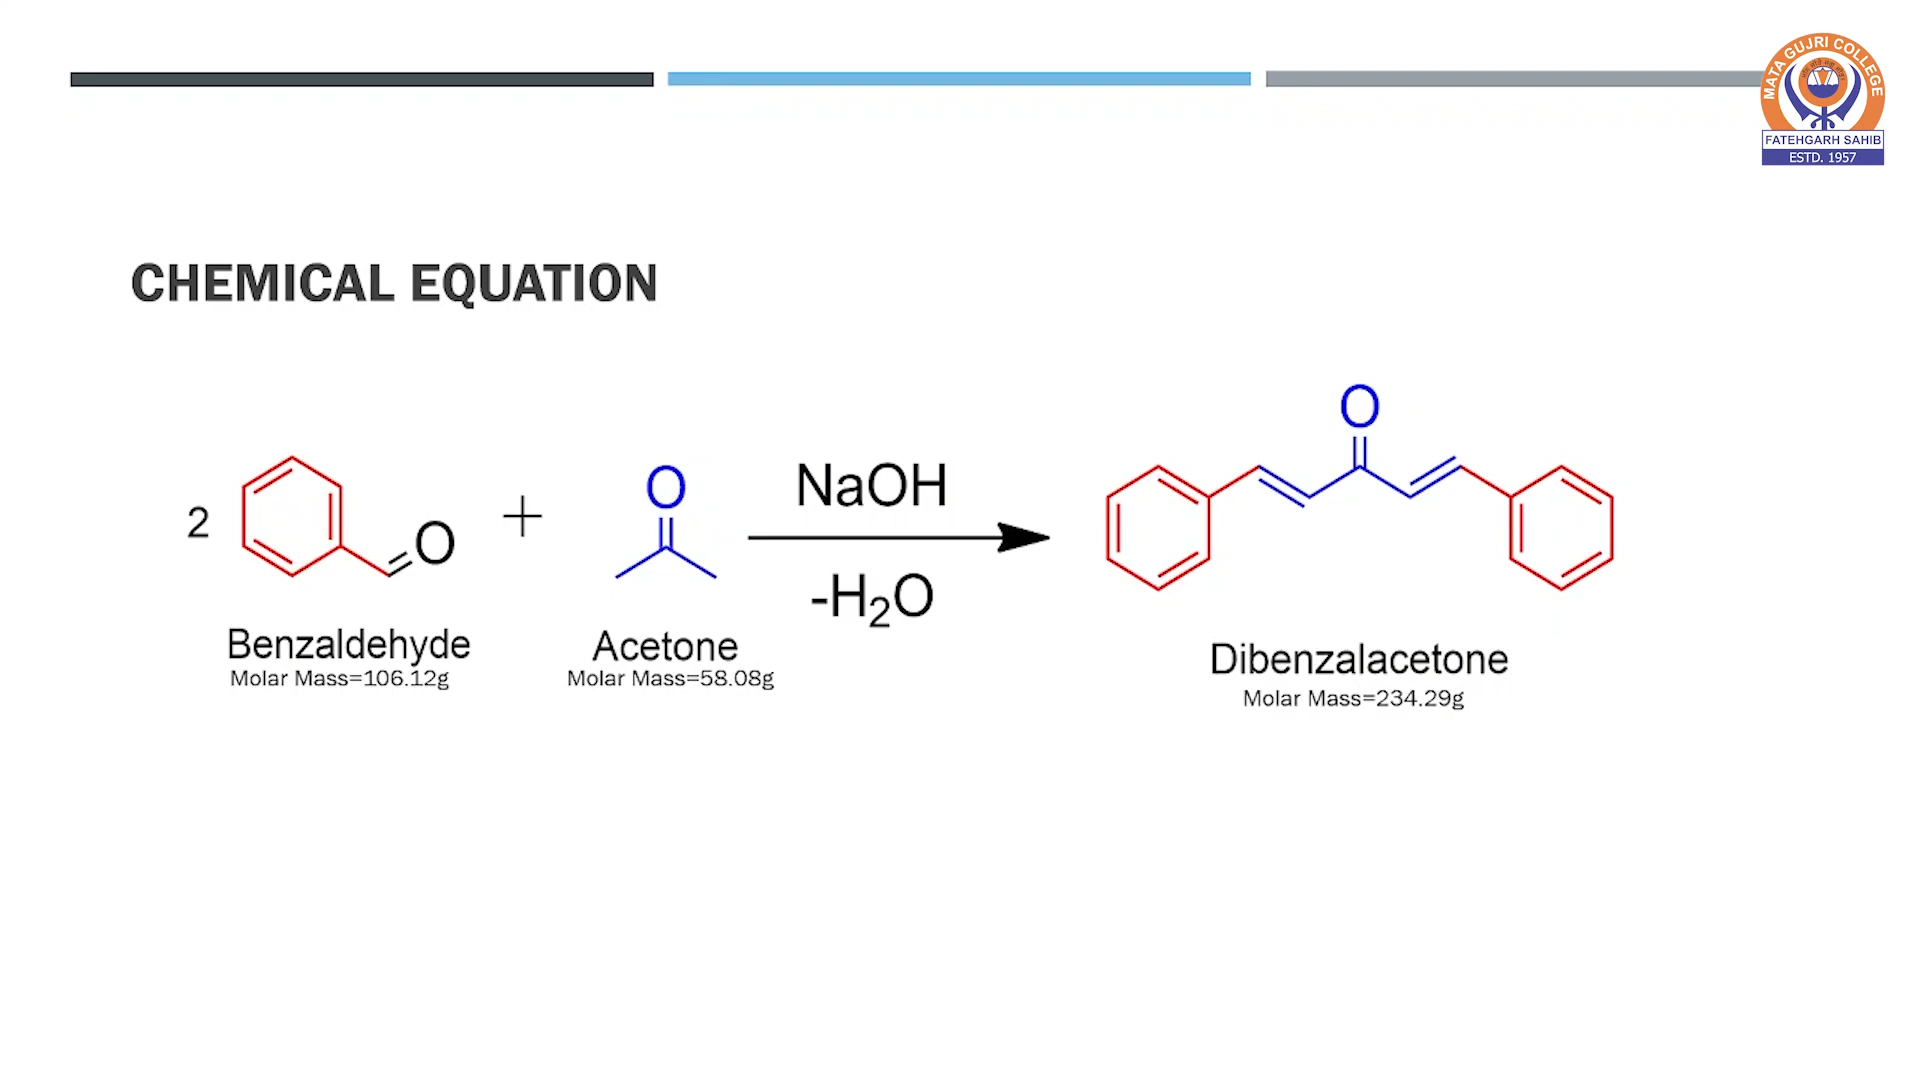 MATA GUJRI COLLEGE
FATEHGARH SAHIB
ESTD. 1957
CHEMICAL EQUATION
2
O
+
O
NaOH
-H₂O
O
Benzaldehyde
Molar Mass=106.12g
Acetone
Molar Mass=58.08g
Dibenzalacetone
Molar Mass=234.29g